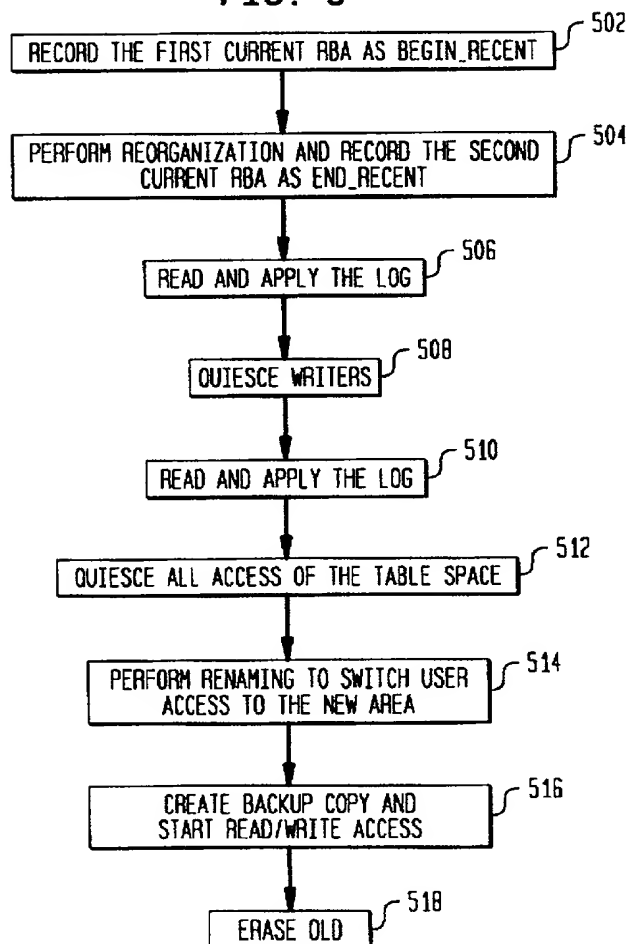 FIG.
502
RECORD THE FIRST CURRENT RBA AS BEGIN_RECENT
504
PERFORM REORGANIZATION AND RECORD THE SECOND
CURRENT RBA AS END_RECENT
506
READ AND APPLY THE LOG
508
QUIESCE WRITERS
510
READ AND APPLY THE LOG
512
QUIESCE ALL ACCESS OF THE TABLE SPACE
514
PERFORM RENAMING TO SWITCH USER
ACCESS TO THE NEW AREA
516
CREATE BACKUP COPY AND
START READ/WRITE ACCESS
518
ERASE OLD